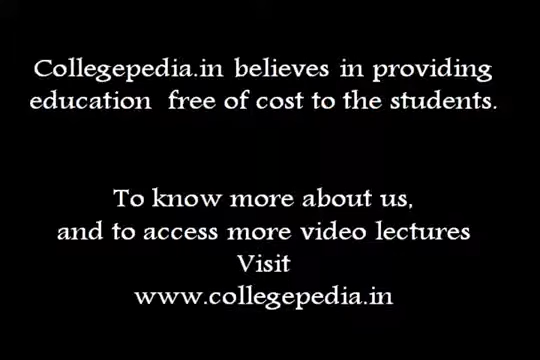 Collegepedia.in believes in providing
education free of cost to the students.
To know more about us,
and to access more video lectures
Visit
www.collegepedia.in